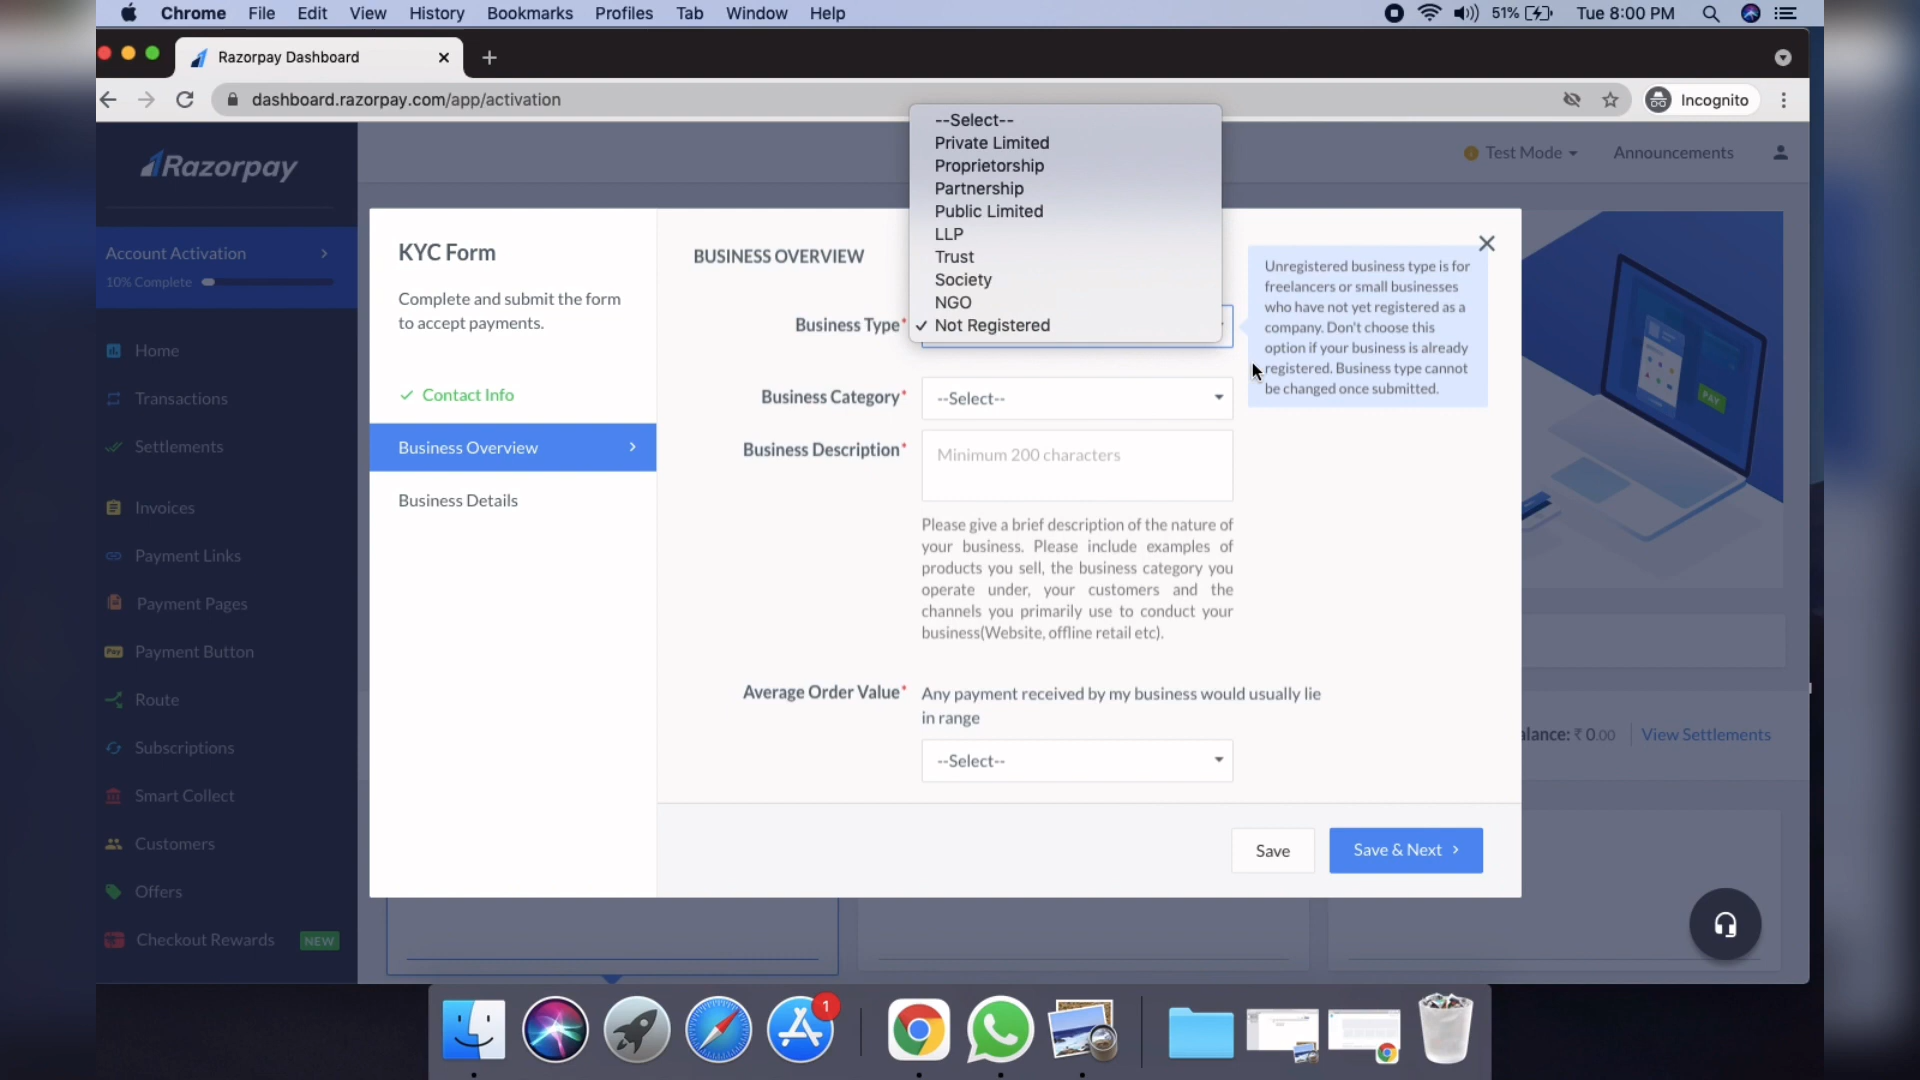 Chrome File Edit View History Bookmarks Profiles Tab Window Help 51% Tue 8:00 PM
Razorpay Dashboard
dashboard.razorpay.com/app/activation Incognito
Razorpay
Test Mode Announcements
Account Activation
10% Complete
Home
Transactions
Settlements
Invoices
Payment Links
Payment Pages
Pay Payment Button
Route
Subscriptions
Smart Collect
Customers
Offers
Checkout Rewards NEW
KYC Form
Complete and submit the form
to accept payments.
Contact Info
Business Overview
Business Details
BUSINESS OVERVIEW
Business Type*
--Select--
Private Limited
Proprietorship
Partnership
Public Limited
LLP
Trust
Society
NGO
✓ Not Registered
Unregistered business type is for
freelancers or small businesses
who have not yet registered as a
company. Don't choose this
option if your business is already
registered. Business type cannot
be changed once submitted.
Business Category* --Select--
Business Description* Minimum 200 characters
Please give a brief description of the nature of
your business. Please include examples of
products you sell, the business category you
operate under, your customers and the
channels you primarily use to conduct your
business(Website, offline retail etc).
Average Order Value* Any payment received by my business would usually lie
in range
--Select--
Save Save & Next
PAY
alance: ₹ 0.00 View Settlements
1